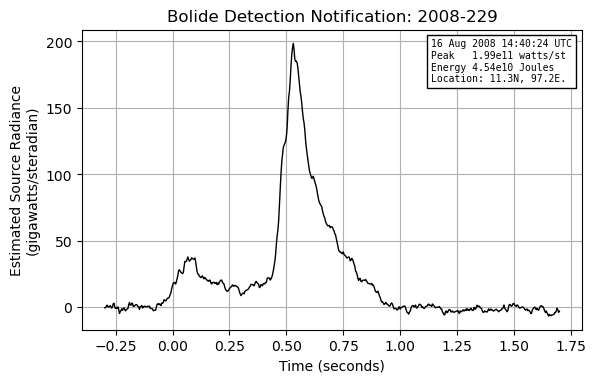 Bolide Detection Notification: 2008-229
16 Aug 2008 14:40:24 UTC
Peak   1.99e11 watts/st
Energy 4.54e10 Joules
Location: 11.3N, 97.2E.
Estimated Source Radiance
(gigawatts/steradian)
200
150
100
50
0
−0.25 0.00 0.25 0.50 0.75 1.00 1.25 1.50 1.75
Time (seconds)